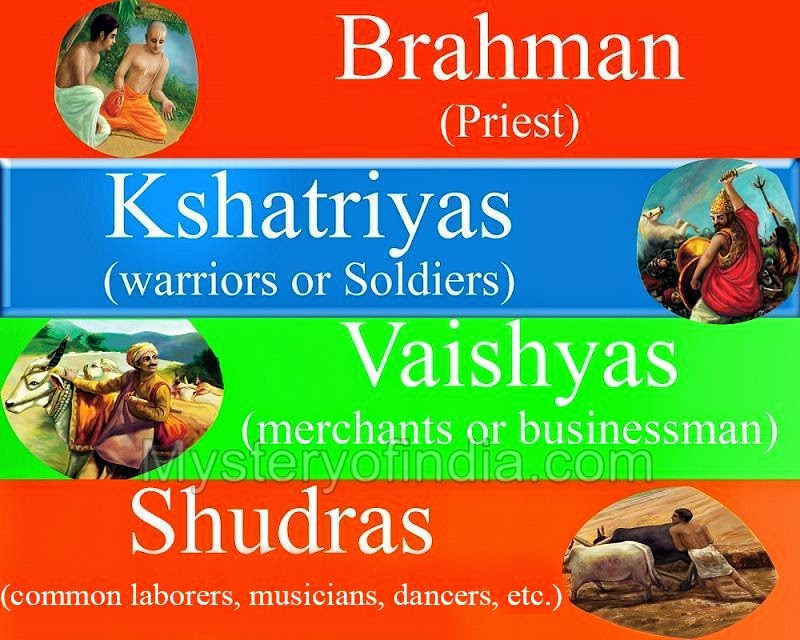 Brahman
(Priest)
Kshatriyas
(warriors or Soldiers)
Vaishyas
(merchants or businessman)
Mysteryofindia.com
Shudras
(common laborers, musicians, dancers, etc.)